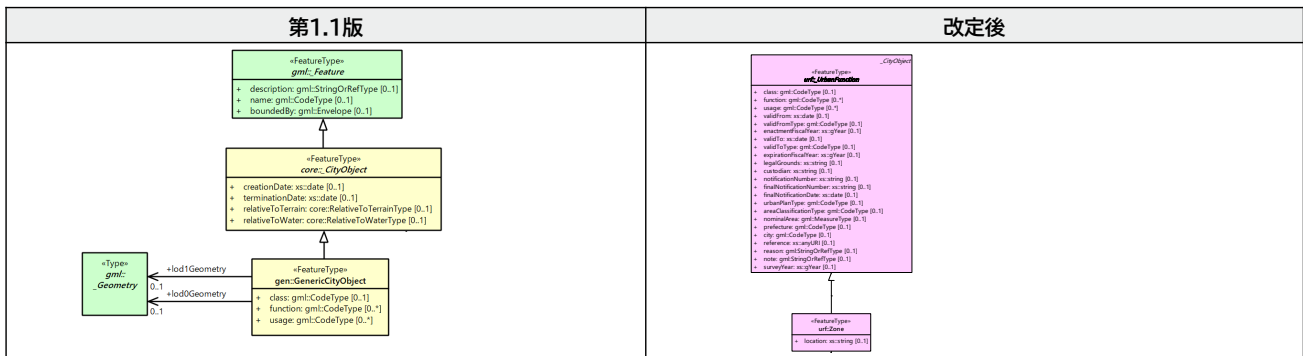 第1.1版
改定後
«FeatureType»
gml::_Feature
+ description: gml::StringOrRefType [0..1]
+ name: gml::CodeType [0..1]
+ boundedBy: gml::Envelope [0..1]
«FeatureType»
core::_CityObject
+ creationDate: xs::date [0..1]
+ terminationDate: xs::date [0..1]
+ relativeToTerrain: core::RelativeToTerrainType [0..1]
+ relativeToWater: core::RelativeToWaterType [0..1]
«Type»
gml::
_Geometry
+lod1Geometry
0..1
+lod0Geometry
0..1
«FeatureType»
gen::GenericCityObject
+ class: gml::CodeType [0..1]
+ function: gml::CodeType [0..*]
+ usage: gml::CodeType [0..*]
_CityObject
«FeatureType»
urf::_UrbanFunction
+ class: gml::CodeType [0..1]
+ function: gml::CodeType [0..*]
+ usage: gml::CodeType [0..*]
+ validFrom: xs::date [0..1]
+ validFromType: gml::CodeType [0..1]
+ enactmentFiscalYear: xs::gYear [0..1]
+ validTo: xs::date [0..1]
+ validToType: gml::CodeType [0..1]
+ expirationFiscalYear: xs::gYear [0..1]
+ legalGrounds: xs::string [0..1]
+ custodian: xs::string [0..1]
+ notificationNumber: xs::string [0..1]
+ finalNotificationNumber: xs::string [0..1]
+ finalNotificationDate: xs::date [0..1]
+ urbanPlanType: gml::CodeType [0..1]
+ areaClassificationType: gml::CodeType [0..1]
+ nominalArea: gml::MeasureType [0..1]
+ prefecture: gml::CodeType [0..1]
+ city: gml::CodeType [0..1]
+ reference: xs::anyURI [0..1]
+ reason: gml:StringOrRefType [0..1]
+ note: gml:StringOrRefType [0..1]
+ surveyYear: xs::gYear [0..1]
«FeatureType»
urf::Zone
+ location: xs::string [0..1]